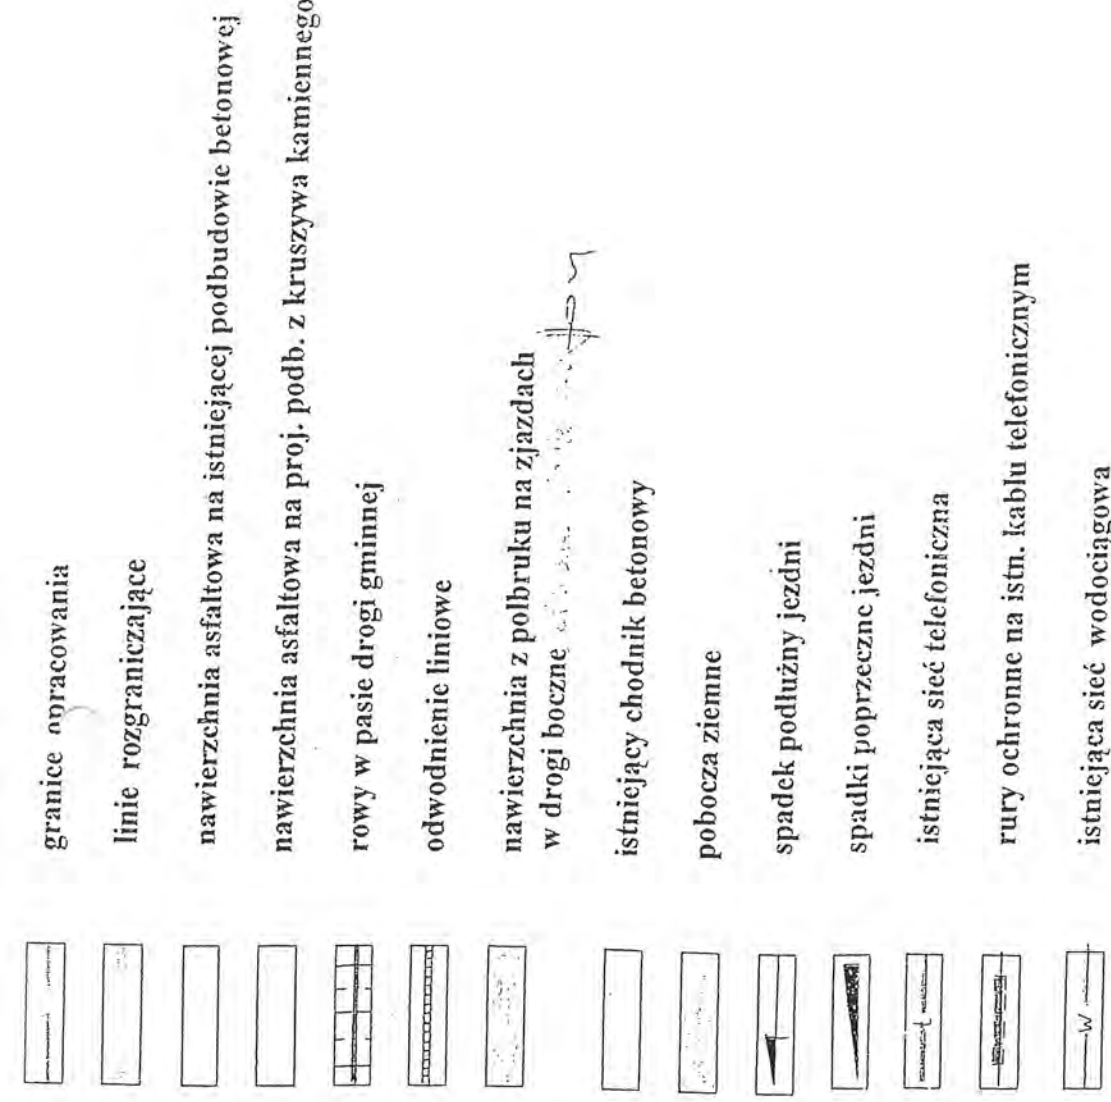 granice opracowania
linie rozgraniczające
nawierzchnia asfaltowa na istniejącej podbudowie betonowej
nawierzchnia asfaltowa na proj. podb. z kruszywa kamiennego
rowy w pasie drogi gminnej
odwodnienie liniowe
nawierzchnia z polbruku na zjazdach
w drogi boczne
istniejący chodnik betonowy
pobocza ziemne
spadek podłużny jezdni
spadki poprzeczne jezdni
t
istniejąca sieć telefoniczna
rury ochronne na istn. kablu telefonicznym
W
istniejąca sieć wodociągowa